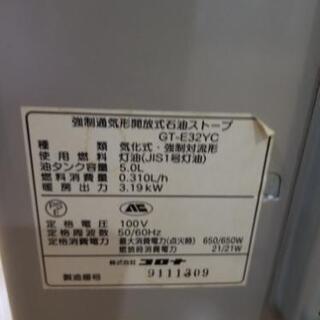 強制通気形開放式石油ストーブ
GT-E32YC
種 類 気化式・強制対流形
使用燃料 灯油(JIS1号灯油)
油タンク容量 5.0L
燃料消費量 0.310L/h
暖房出力 3.19kW
定格電圧 100V
定格周波数 50/60Hz
定格消費電力 最大消費電力(点火時) 650/650W
燃焼時消費電力 21/21W
株式会社 コロナ
製造番号 9111309